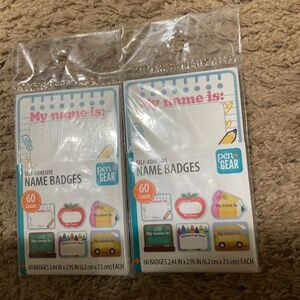 My name is:
pen+
GEAR
SELF-ADHESIVE
NAME BADGES
60
Count
60 BADGES 2.44 IN x 2.95 IN (6.2 cm x 7.5 cm) EACH
My name is:
pen+
GEAR
SELF-ADHESIVE
NAME BADGES
60
Count
60 BADGES 2.44 IN x 2.95 IN (6.2 cm x 7.5 cm) EACH